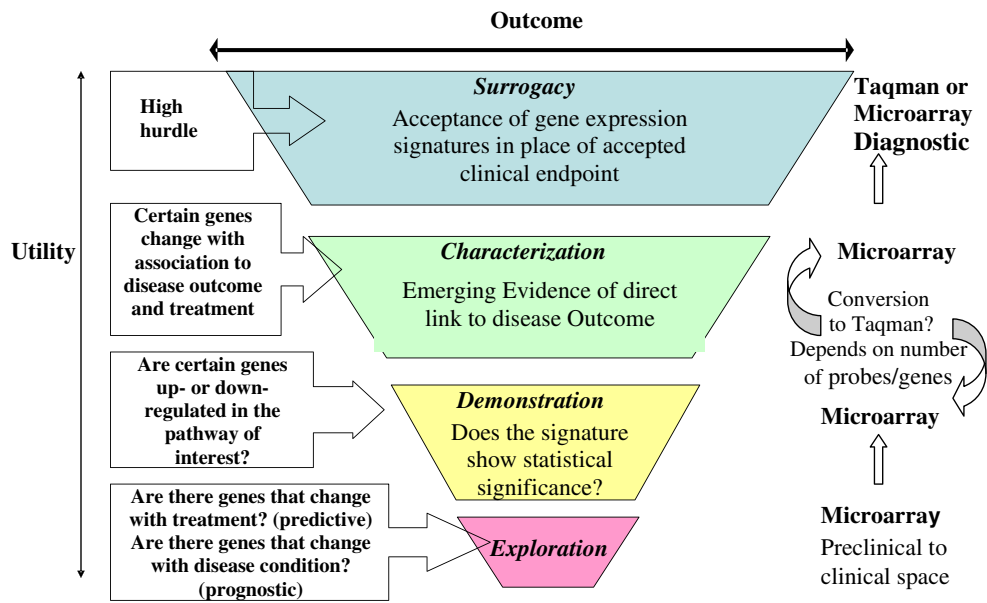 Outcome
Utility
High
hurdle
Surrogacy
Acceptance of gene expression
signatures in place of accepted
clinical endpoint
Taqman or
Microarray
Diagnostic
Certain genes
change with
association to
disease outcome
and treatment
Characterization
Emerging Evidence of direct
link to disease Outcome
Microarray
Conversion
to Taqman?
Depends on number
of probes/genes
Are certain genes
up- or down-
regulated in the
pathway of
interest?
Demonstration
Does the signature
show statistical
significance?
Microarray
Are there genes that change
with treatment? (predictive)
Are there genes that change
with disease condition?
(prognostic)
Exploration
Microarray
Preclinical to
clinical space